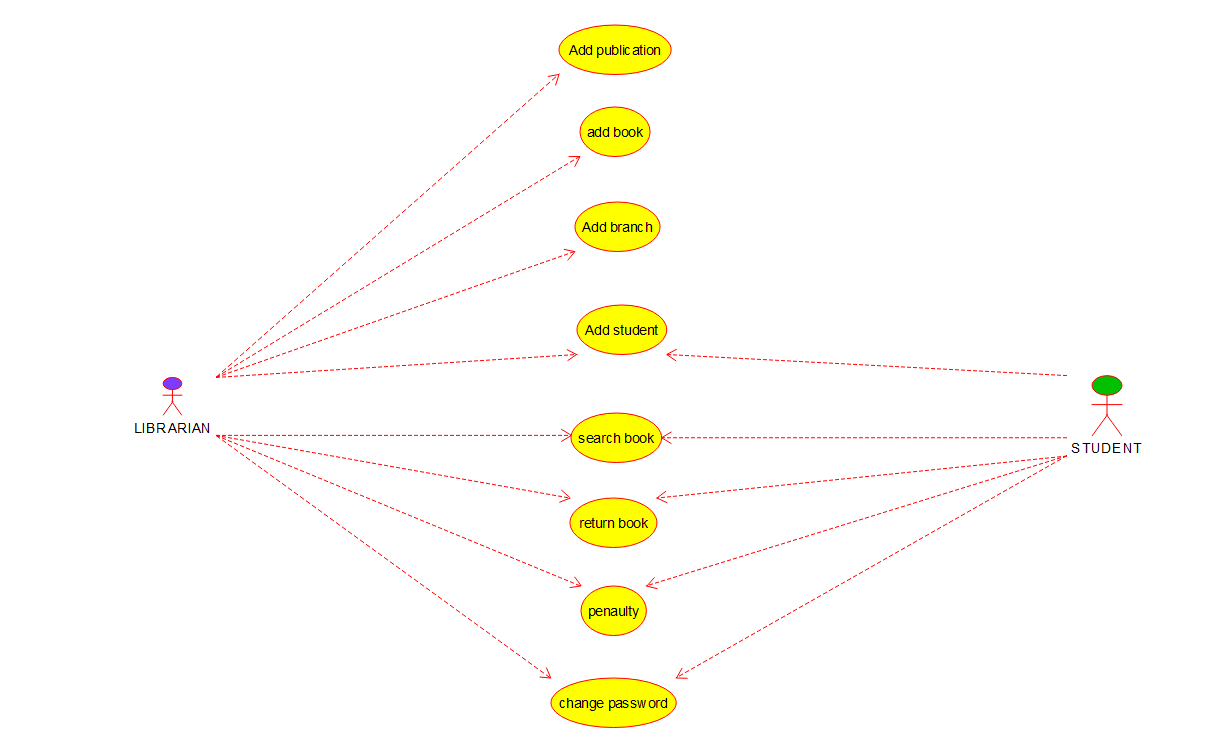 Add publication
add book
Add branch
Add student
LIBRARIAN
search book
STUDENT
return book
penaulty
change password